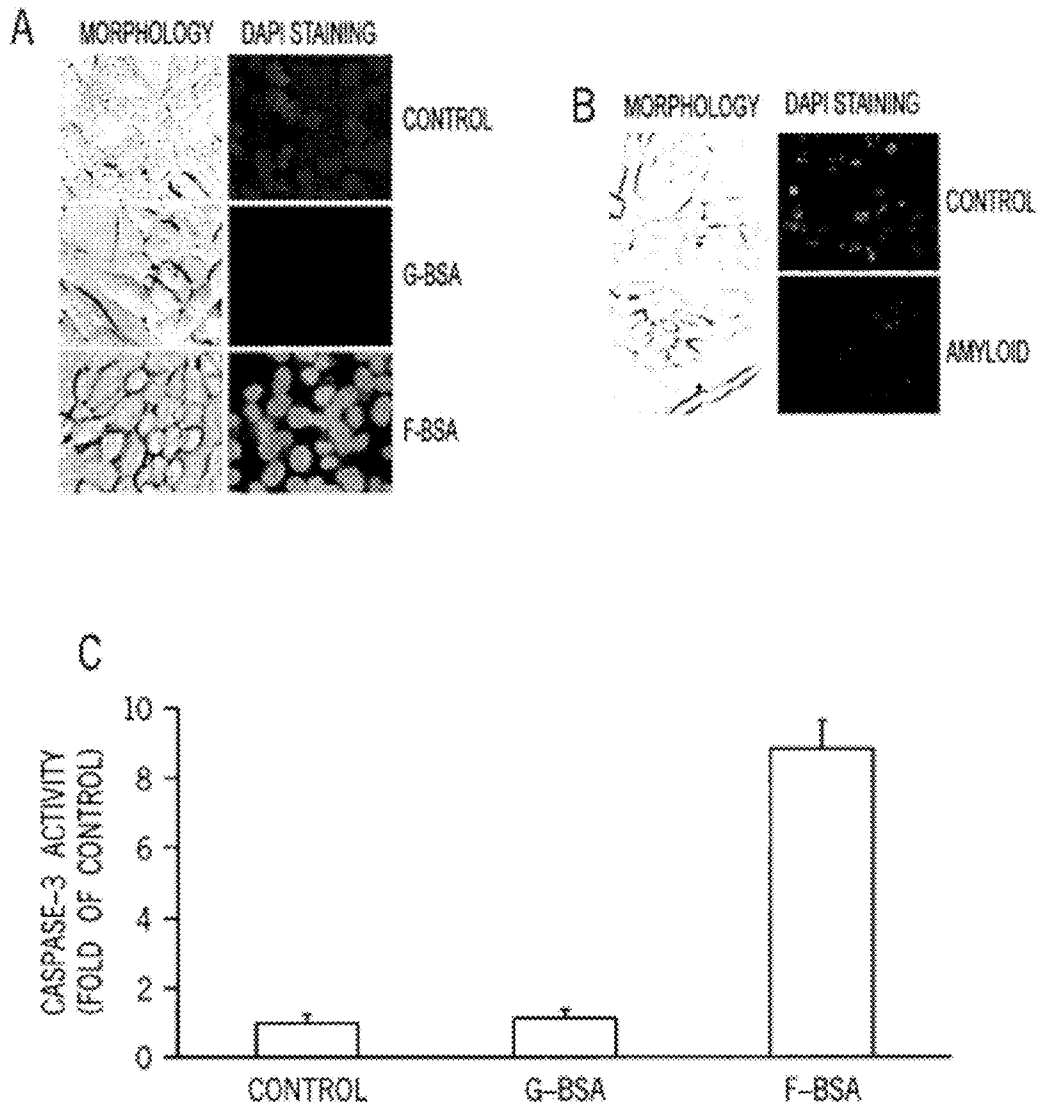 A
MORPHOLOGY DAPI STAINING
CONTROL
G-BSA
F-BSA
B
MORPHOLOGY DAPI STAINING
CONTROL
AMYLOID
C
CASPASE-3 ACTIVITY
(FOLD OF CONTROL)
10
8
6
4
2
0
CONTROL G-BSA F-BSA